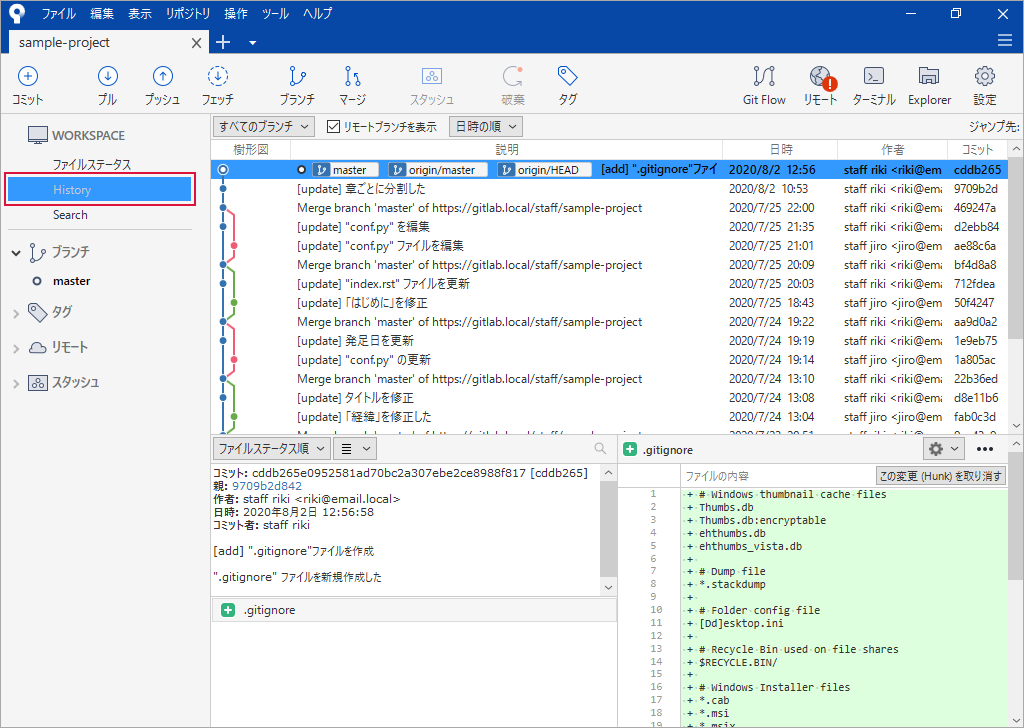 ファイル 編集 表示 リポジトリ 操作 ツール ヘルプ
sample-project
コミット プル プッシュ フェッチ ブランチ マージ スタッシュ 破棄 タグ Git Flow リモート ターミナル Explorer 設定
WORKSPACE
ファイルステータス
History
Search
ブランチ
master
タグ
リモート
スタッシュ
すべてのブランチ リモートブランチを表示 日時の順 ジャンプ先:
樹形図 説明 日時 作者 コミット
master origin/master origin/HEAD [add] ".gitignore"ファイ 2020/8/2 12:56 staff riki <riki@em cddb265
[update] 章ごとに分割した 2020/8/2 10:53 staff riki <riki@ema 9709b2d
Merge branch 'master' of https://gitlab.local/staff/sample-project 2020/7/25 22:00 staff riki <riki@ema 469247a
[update] "conf.py" を編集 2020/7/25 21:35 staff riki <riki@ema d2ebb84
[update] "conf.py" ファイルを編集 2020/7/25 21:01 staff jiro <jiro@ema ae88c6a
Merge branch 'master' of https://gitlab.local/staff/sample-project 2020/7/25 20:09 staff riki <riki@ema bf4d8a8
[update] "index.rst" ファイルを更新 2020/7/25 20:03 staff riki <riki@ema 712fdea
[update] 「はじめに」を修正 2020/7/25 18:43 staff jiro <jiro@ema 50f4247
Merge branch 'master' of https://gitlab.local/staff/sample-project 2020/7/24 19:22 staff riki <riki@ema aa9d0a2
[update] 発足日を更新 2020/7/24 19:19 staff riki <riki@ema 1e9eb75
[update] "conf.py" の更新 2020/7/24 19:14 staff jiro <jiro@ema 1a805ac
Merge branch 'master' of https://gitlab.local/staff/sample-project 2020/7/24 13:10 staff riki <riki@ema 22b36ed
[update] タイトルを修正 2020/7/24 13:08 staff riki <riki@ema d8e11b6
[update] 「経緯」を修正した 2020/7/24 13:04 staff jiro <jiro@ema fab0c3d
ファイルステータス順
コミット: cddb265e0952581ad70bc2a307ebe2ce8988f817 [cddb265]
親: 9709b2d842
作者: staff riki <riki@email.local>
日時: 2020年8月2日 12:56:58
コミット者: staff riki
[add] ".gitignore"ファイルを作成
".gitignore" ファイルを新規作成した
.gitignore
.gitignore
ファイルの内容 この変更 (Hunk) を取り消す
1 + # Windows thumbnail cache files
2 + Thumbs.db
3 + Thumbs.db:encryptable
4 + ehthumbs.db
5 + ehthumbs_vista.db
6 +
7 + # Dump file
8 + *.stackdump
9 +
10 + # Folder config file
11 + [Dd]esktop.ini
12 +
13 + # Recycle Bin used on file shares
14 + $RECYCLE.BIN/
15 +
16 + # Windows Installer files
17 + *.cab
18 + *.msi
19 + *.msix